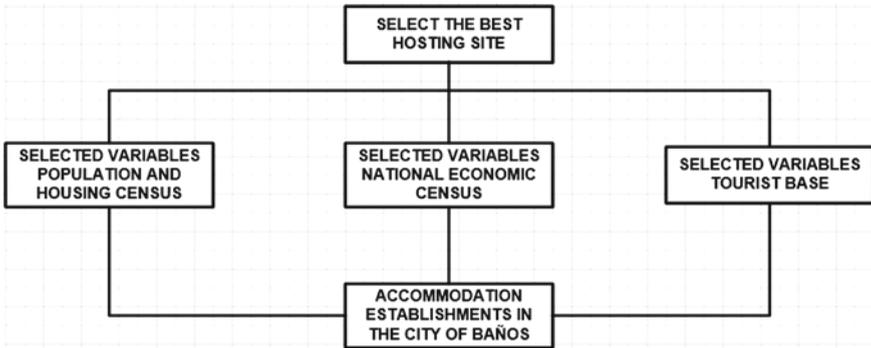 SELECT THE BEST
HOSTING SITE
SELECTED VARIABLES
POPULATION AND
HOUSING CENSUS
SELECTED VARIABLES
NATIONAL ECONOMIC
CENSUS
SELECTED VARIABLES
TOURIST BASE
ACCOMMODATION
ESTABLISHMENTS IN
THE CITY OF BAÑOS